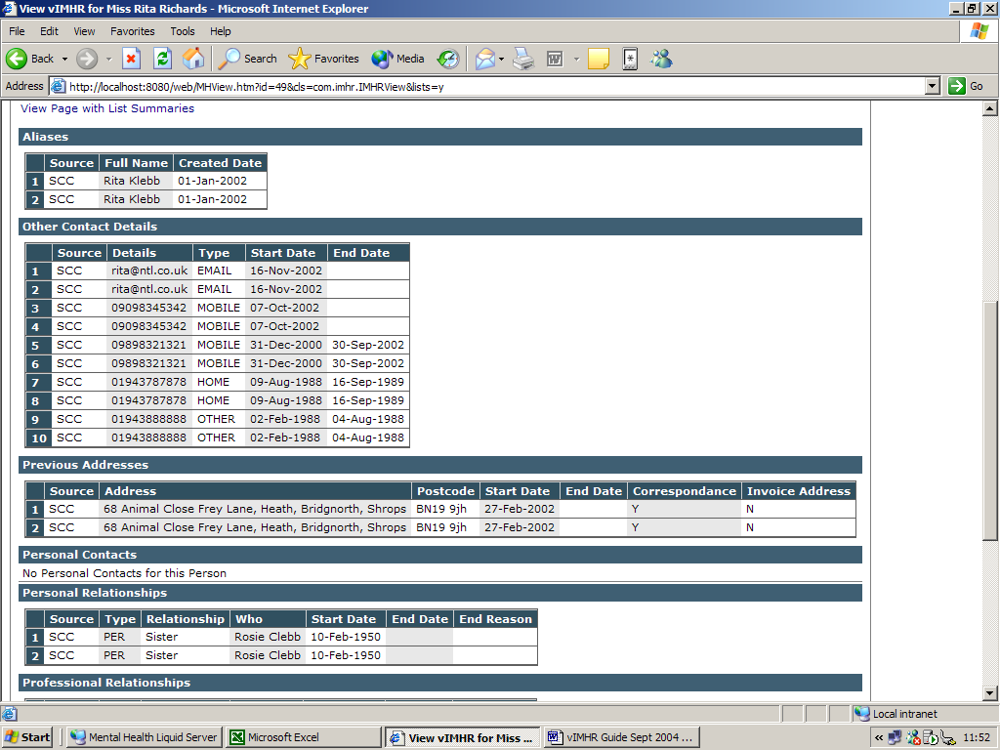 View vIMHR for Miss Rita Richards - Microsoft Internet Explorer
File Edit View Favorites Tools Help
Back Search Favorites Media
Address http://localhost:8080/web/MHView.htm?id=49&cls=com.imhr.IMHRView&lists=y Go
View Page with List Summaries
Aliases
Source Full Name Created Date
1 SCC Rita Klebb 01-Jan-2002
2 SCC Rita Klebb 01-Jan-2002
Other Contact Details
Source Details Type Start Date End Date
1 SCC rita@ntl.co.uk EMAIL 16-Nov-2002
2 SCC rita@ntl.co.uk EMAIL 16-Nov-2002
3 SCC 09098345342 MOBILE 07-Oct-2002
4 SCC 09098345342 MOBILE 07-Oct-2002
5 SCC 09898321321 MOBILE 31-Dec-2000 30-Sep-2002
6 SCC 09898321321 MOBILE 31-Dec-2000 30-Sep-2002
7 SCC 01943787878 HOME 09-Aug-1988 16-Sep-1989
8 SCC 01943787878 HOME 09-Aug-1988 16-Sep-1989
9 SCC 01943888888 OTHER 02-Feb-1988 04-Aug-1988
10 SCC 01943888888 OTHER 02-Feb-1988 04-Aug-1988
Previous Addresses
Source Address Postcode Start Date End Date Correspondance Invoice Address
1 SCC 68 Animal Close Frey Lane, Heath, Bridgnorth, Shrops BN19 9jh 27-Feb-2002 Y N
2 SCC 68 Animal Close Frey Lane, Heath, Bridgnorth, Shrops BN19 9jh 27-Feb-2002 Y N
Personal Contacts
No Personal Contacts for this Person
Personal Relationships
Source Type Relationship Who Start Date End Date End Reason
1 SCC PER Sister Rosie Clebb 10-Feb-1950
2 SCC PER Sister Rosie Clebb 10-Feb-1950
Professional Relationships
Local intranet
Start Mental Health Liquid Server Microsoft Excel View vIMHR for Miss ... vIMHR Guide Sept 2004 ... « 11:52